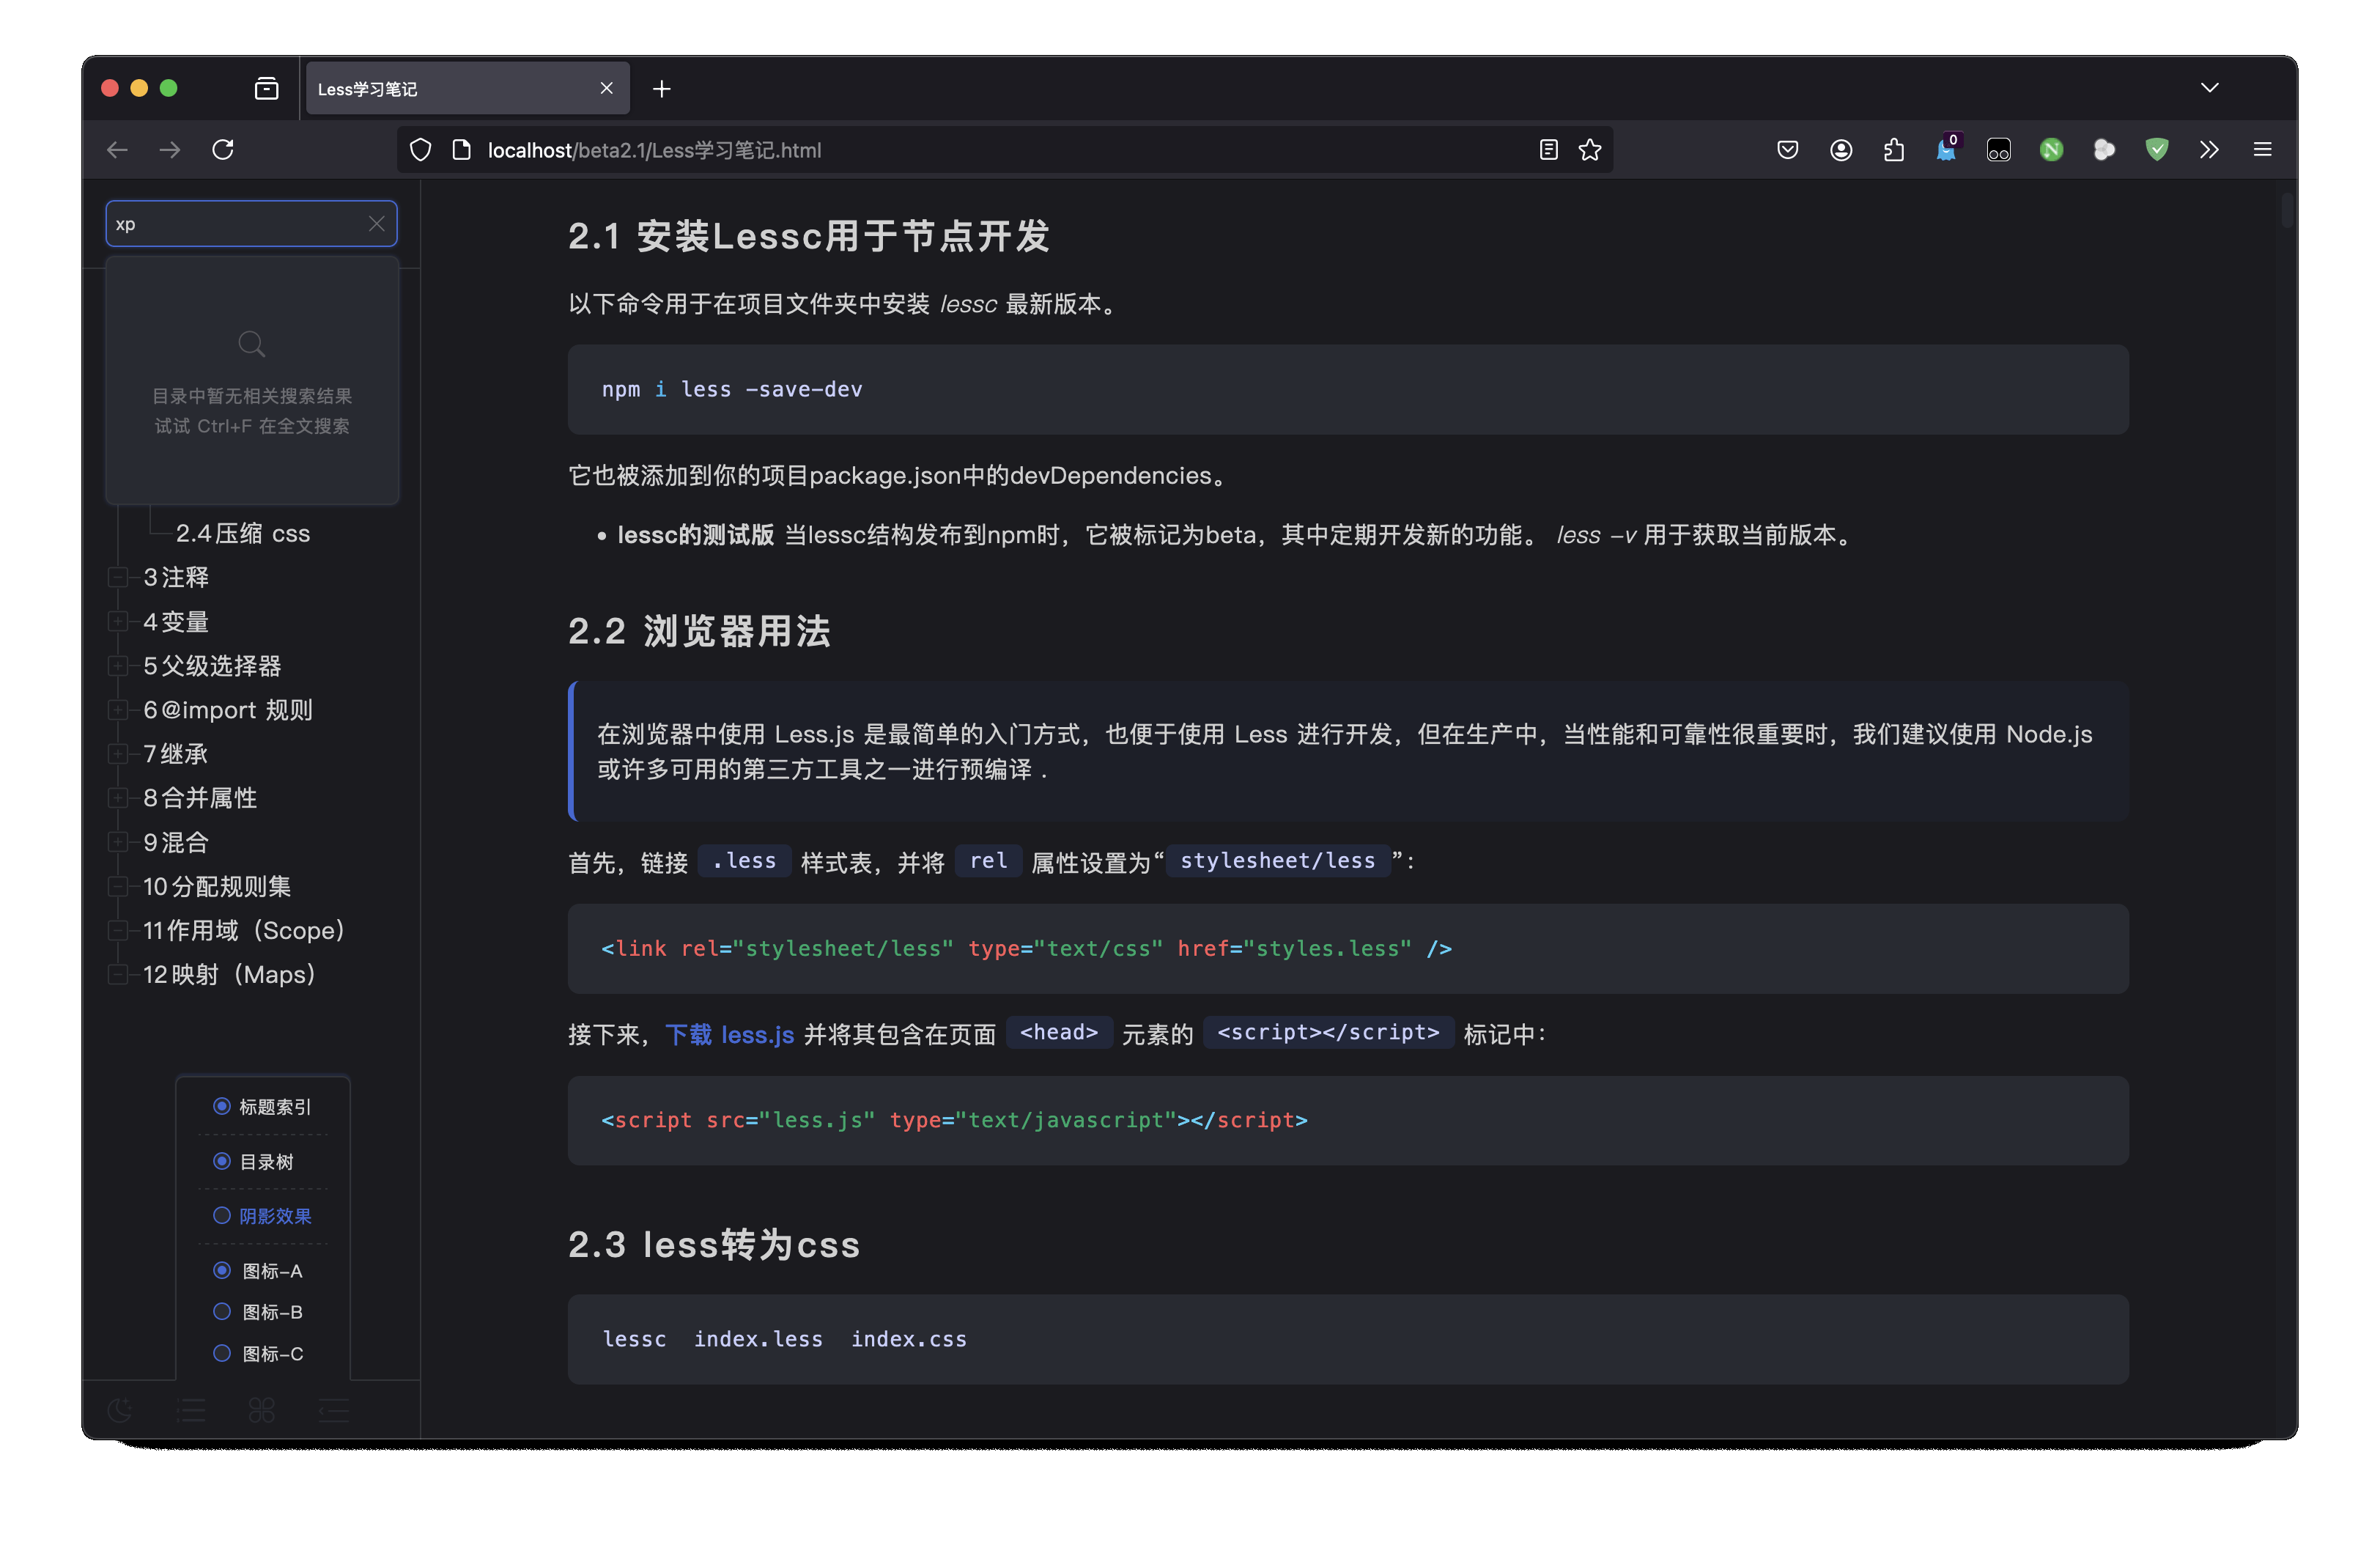 Less学习笔记
localhost/beta2.1/Less学习笔记.html
0
xp
目录中暂无相关搜索结果
试试 Ctrl+F 在全文搜索
2.4压缩 css
3注释
4变量
5父级选择器
6@import 规则
7继承
8合并属性
9混合
10分配规则集
11作用域（Scope）
12映射（Maps）
标题索引
目录树
阴影效果
图标-A
图标-B
图标-C
2.1 安装Lessc用于节点开发
以下命令用于在项目文件夹中安装 lessc 最新版本。
npm i less -save-dev
它也被添加到你的项目package.json中的devDependencies。
• lessc的测试版 当lessc结构发布到npm时，它被标记为beta，其中定期开发新的功能。 less -v 用于获取当前版本。
2.2 浏览器用法
在浏览器中使用 Less.js 是最简单的入门方式，也便于使用 Less 进行开发，但在生产中，当性能和可靠性很重要时，我们建议使用 Node.js
或许多可用的第三方工具之一进行预编译 .
首先，链接 .less 样式表，并将 rel 属性设置为“ stylesheet/less ”：
<link rel="stylesheet/less" type="text/css" href="styles.less" />
接下来，下载 less.js 并将其包含在页面 <head> 元素的 <script></script> 标记中：
<script src="less.js" type="text/javascript"></script>
2.3 less转为css
lessc  index.less  index.css